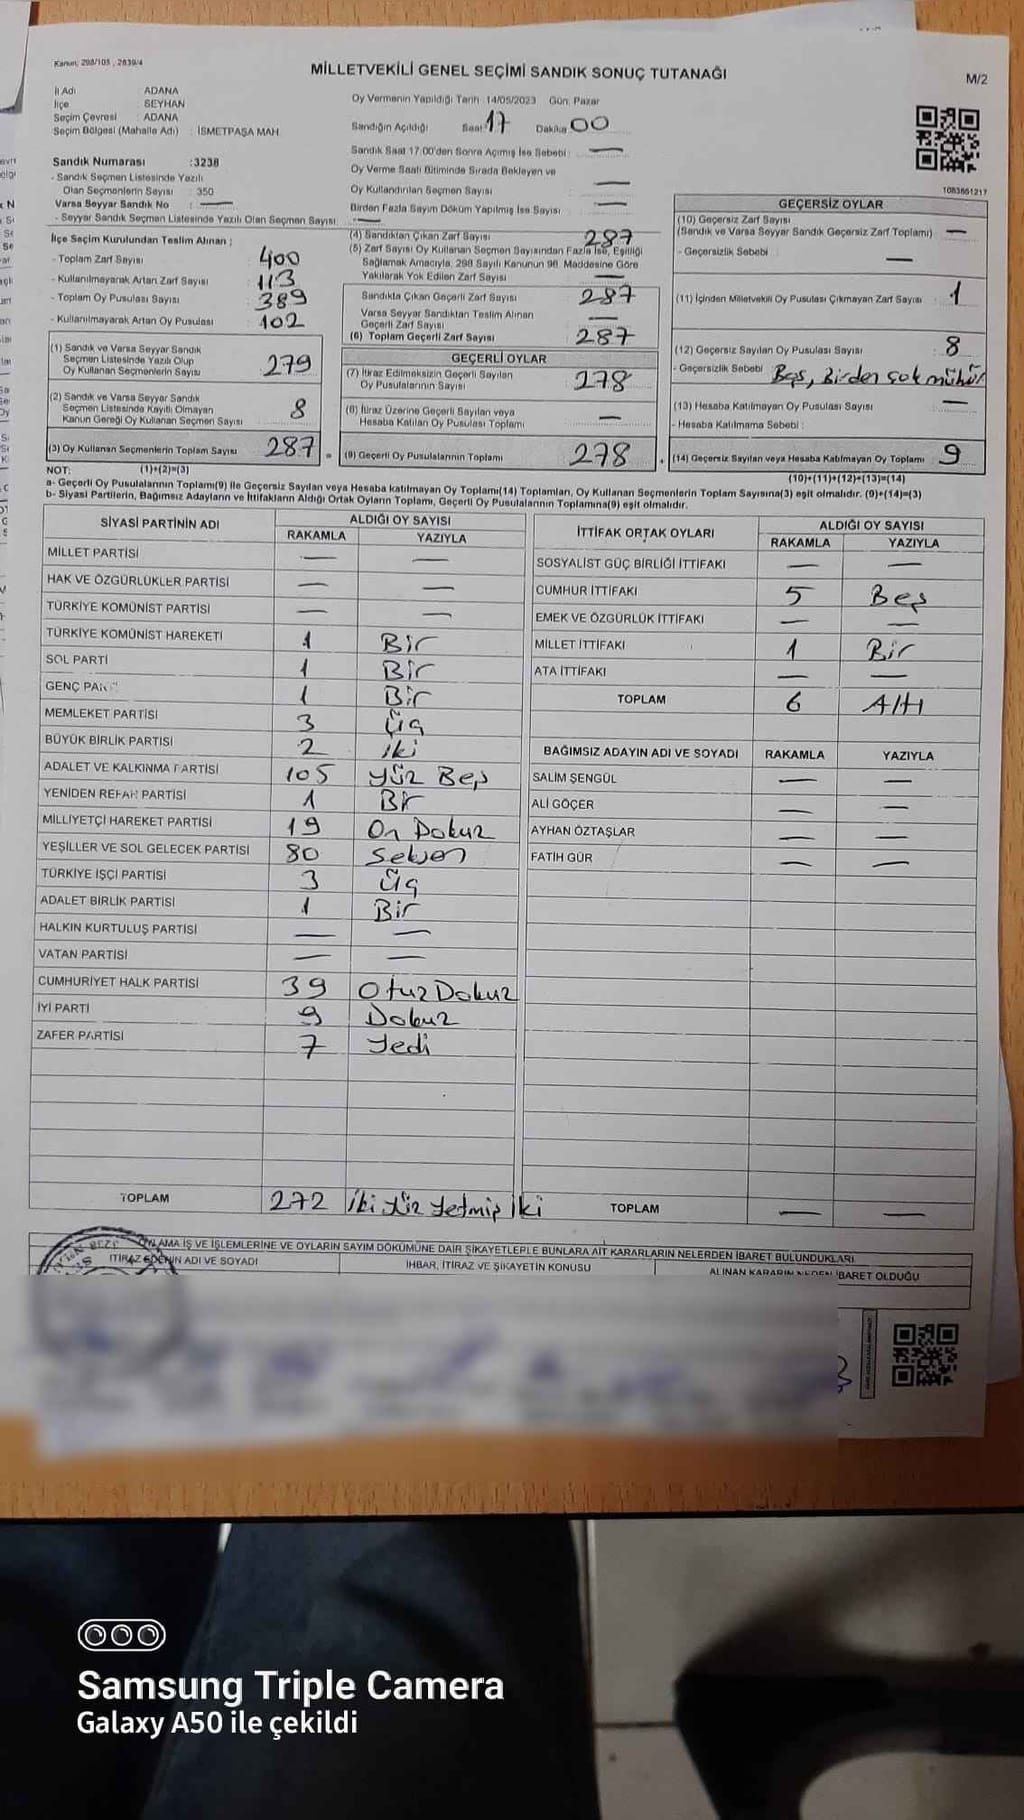 Kanun: 298/103 , 2839/4
MİLLETVEKİLİ GENEL SEÇİMİ SANDIK SONUÇ TUTANAĞI
M/2
İl Adı ADANA
İlçe SEYHAN
Seçim Çevresi : ADANA
Seçim Bölgesi (Mahalle Adı) : İSMETPAŞA MAH.
Oy Vermenin Yapıldığı Tarih 14/05/2023 Gün: Pazar
Sandığın Açıldığı Saat 17 Dakika 00
Sandık Saat 17.00'den Sonra Açılmış İse Sebebi : —
Oy Verme Saati Bitiminde Sırada Bekleyen ve
Oy Kullandırılan Seçmen Sayısı —
Birden Fazla Sayım Döküm Yapılmış İse Sayısı —
1083661217
Sandık Numarası :3238
- Sandık Seçmen Listesinde Yazılı
Olan Seçmenlerin Sayısı : 350
Varsa Seyyar Sandık No : —
- Seyyar Sandık Seçmen Listesinde Yazılı Olan Seçmen Sayısı: —
İlçe Seçim Kurulundan Teslim Alınan ;
- Toplam Zarf Sayısı 400
- Kullanılmayarak Artan Zarf Sayısı 113
- Toplam Oy Pusulası Sayısı 389
- Kullanılmayarak Artan Oy Pusulası 102
(1) Sandık ve Varsa Seyyar Sandık
Seçmen Listesinde Yazılı Olup
Oy Kullanan Seçmenlerin Sayısı 279
(2) Sandık ve Varsa Seyyar Sandık
Seçmen Listesinde Kayıtlı Olmayan
Kanun Gereği Oy Kullanan Seçmen Sayısı 8
(3) Oy Kullanan Seçmenlerin Toplam Sayısı 287
(4) Sandıktan Çıkan Zarf Sayısı 287
(5) Zarf Sayısı Oy Kullanan Seçmen Sayısından Fazla İse, Eşitliği
Sağlamak Amacıyla, 298 Sayılı Kanunun 98. Maddesine Göre
Yakılarak Yok Edilen Zarf Sayısı —
Sandıkta Çıkan Geçerli Zarf Sayısı 287
Varsa Seyyar Sandıktan Teslim Alınan
Geçerli Zarf Sayısı —
(6) Toplam Geçerli Zarf Sayısı 287
GEÇERLİ OYLAR
(7) İtiraz Edilmeksizin Geçerli Sayılan
Oy Pusulalarının Sayısı 278
(8) İtiraz Üzerine Geçerli Sayılan veya
Hesaba Katılan Oy Pusulası Toplamı —
(9) Geçerli Oy Pusulalarının Toplamı 278
GEÇERSİZ OYLAR
(10) Geçersiz Zarf Sayısı
(Sandık ve Varsa Seyyar Sandık Geçersiz Zarf Toplamı) —
- Geçersizlik Sebebi —
(11) İçinden Milletvekili Oy Pusulası Çıkmayan Zarf Sayısı 1
(12) Geçersiz Sayılan Oy Pusulası Sayısı 8
- Geçersizlik Sebebi Boş, Birden çok mühür
(13) Hesaba Katılmayan Oy Pusulası Sayısı —
- Hesaba Katılmama Sebebi :
(14) Geçersiz Sayılan veya Hesaba Katılmayan Oy Toplamı 9
NOT: (1)+(2)=(3) (10)+(11)+(12)+(13)=(14)
a- Geçerli Oy Pusulalarının Toplamı(9) ile Geçersiz Sayılan veya Hesaba katılmayan Oy Toplamı(14) Toplamları, Oy Kullanan Seçmenlerin Toplam Sayısına(3) eşit olmalıdır. (9)+(14)=(3)
b- Siyasi Partilerin, Bağımsız Adayların ve İttifakların Aldığı Ortak Oyların Toplamı, Geçerli Oy Pusulalarının Toplamına(9) eşit olmalıdır.
SİYASİ PARTİNİN ADI ALDIĞI OY SAYISI
RAKAMLA YAZIYLA
MİLLET PARTİSİ — —
HAK VE ÖZGÜRLÜKLER PARTİSİ — —
TÜRKİYE KOMÜNİST PARTİSİ — —
TÜRKİYE KOMÜNİST HAREKETİ 1 Bir
SOL PARTİ 1 Bir
GENÇ PARTİ 1 Bir
MEMLEKET PARTİSİ 3 Üç
BÜYÜK BİRLİK PARTİSİ 2 iki
ADALET VE KALKINMA PARTİSİ 105 Yüz Beş
YENİDEN REFAH PARTİSİ 1 Bir
MİLLİYETÇİ HAREKET PARTİSİ 19 On Dokuz
YEŞİLLER VE SOL GELECEK PARTİSİ 80 Seksen
TÜRKİYE İŞÇİ PARTİSİ 3 Üç
ADALET BİRLİK PARTİSİ 1 Bir
HALKIN KURTULUŞ PARTİSİ — —
VATAN PARTİSİ — —
CUMHURİYET HALK PARTİSİ 39 Otuz Dokuz
İYİ PARTİ 9 Dokuz
ZAFER PARTİSİ 7 Yedi
TOPLAM 272 İki Yüz Yetmiş İki
İTTİFAK ORTAK OYLARI ALDIĞI OY SAYISI
RAKAMLA YAZIYLA
SOSYALİST GÜÇ BİRLİĞİ İTTİFAKI — —
CUMHUR İTTİFAKI 5 Beş
EMEK VE ÖZGÜRLÜK İTTİFAKI — —
MİLLET İTTİFAKI 1 Bir
ATA İTTİFAKI — —
TOPLAM 6 Altı
BAĞIMSIZ ADAYIN ADI VE SOYADI RAKAMLA YAZIYLA
SALİM ŞENGÜL — —
ALİ GÖÇER — —
AYHAN ÖZTAŞLAR — —
FATİH GÜR — —
TOPLAM — —
OYLAMA İŞ VE İŞLEMLERİNE VE OYLARIN SAYIM DÖKÜMÜNE DAİR ŞİKAYETLERLE BUNLARA AİT KARARLARIN NELERDEN İBARET BULUNDUKLARI
İTİRAZ EDENİN ADI VE SOYADI İHBAR, İTİRAZ VE ŞİKAYETİN KONUSU ALINAN KARARIN NEDEN İBARET OLDUĞU
Samsung Triple Camera
Galaxy A50 ile çekildi